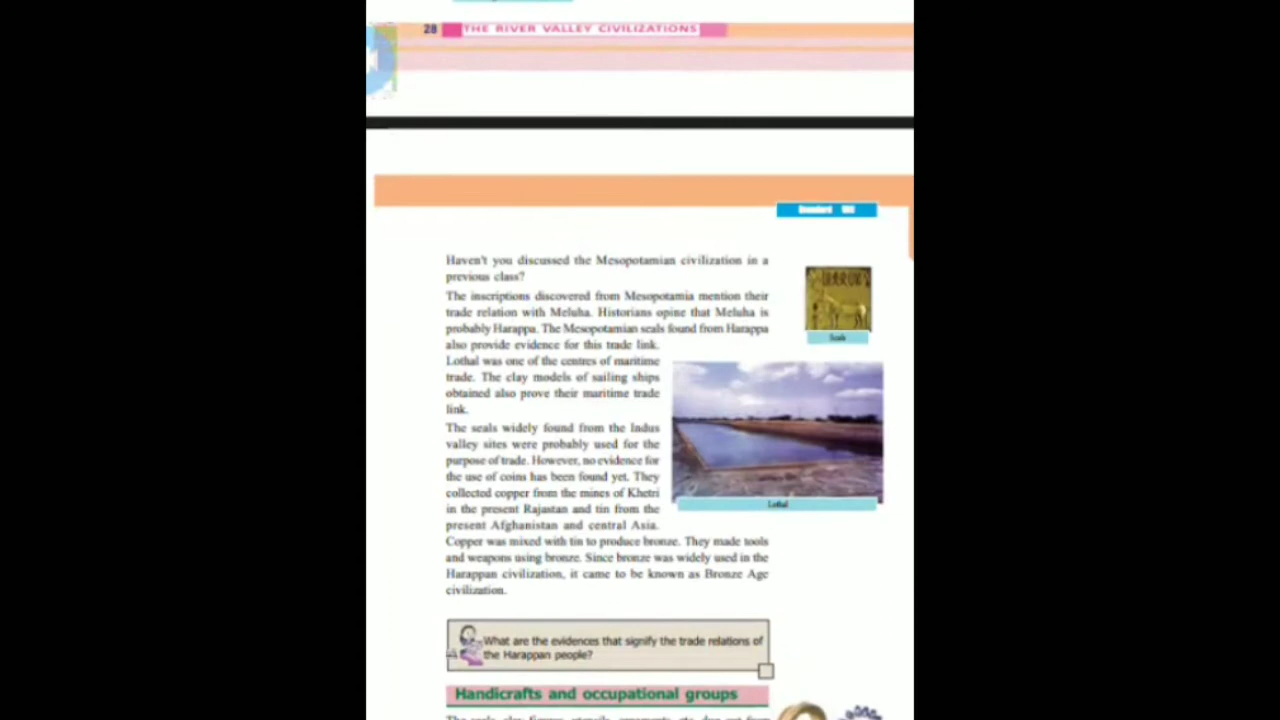 28 THE RIVER VALLEY CIVILIZATIONS
Standard VIII
Haven't you discussed the Mesopotamian civilization in a
previous class?
The inscriptions discovered from Mesopotamia mention their
trade relation with Meluha. Historians opine that Meluha is
probably Harappa. The Mesopotamian seals found from Harappa
also provide evidence for this trade link.
Lothal was one of the centres of maritime
trade. The clay models of sailing ships
obtained also prove their maritime trade
link.
The seals widely found from the Indus
valley sites were probably used for the
purpose of trade. However, no evidence for
the use of coins has been found yet. They
collected copper from the mines of Khetri
in the present Rajastan and tin from the
present Afghanistan and central Asia.
Copper was mixed with tin to produce bronze. They made tools
and weapons using bronze. Since bronze was widely used in the
Harappan civilization, it came to be known as Bronze Age
civilization.
Seals
Lothal
What are the evidences that signify the trade relations of
the Harappan people?
Handicrafts and occupational groups